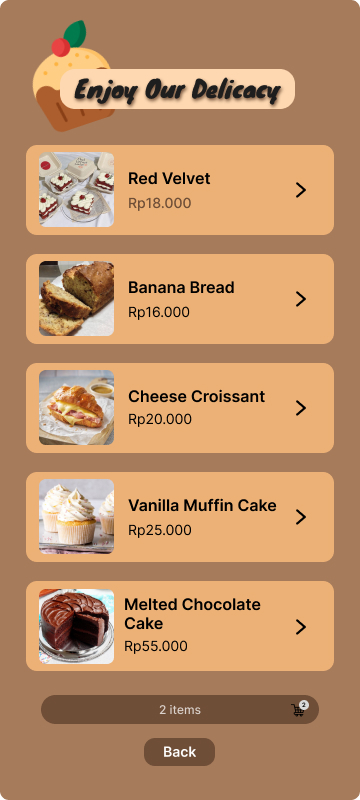 Enjoy Our Delicacy
Red Velvet
Rp18.000
Banana Bread
Rp16.000
Cheese Croissant
Rp20.000
Vanilla Muffin Cake
Rp25.000
Melted Chocolate
Cake
Rp55.000
2 items
2
Back